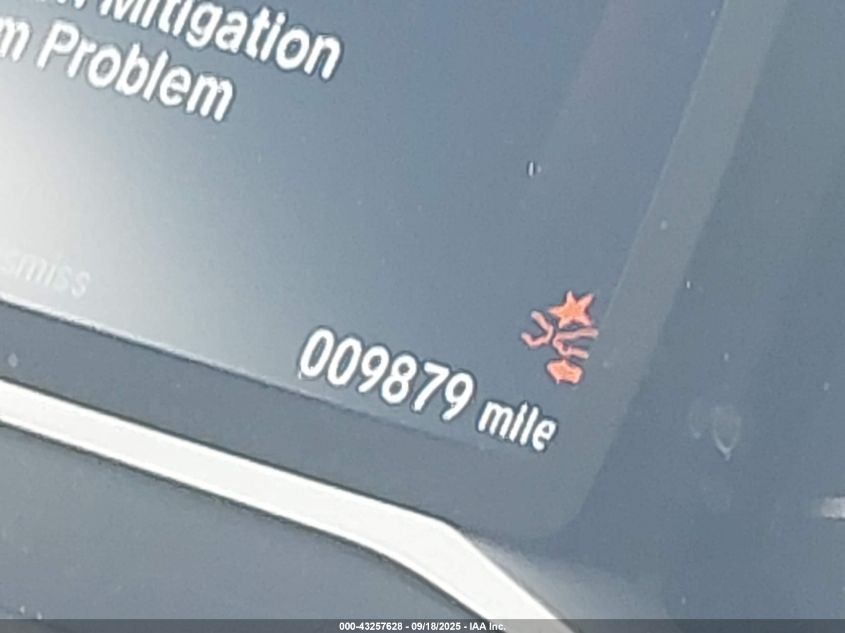 Mitigation
m Problem
smiss
009879 mile
000-43257628 - 09/18/2025 - IAA Inc.